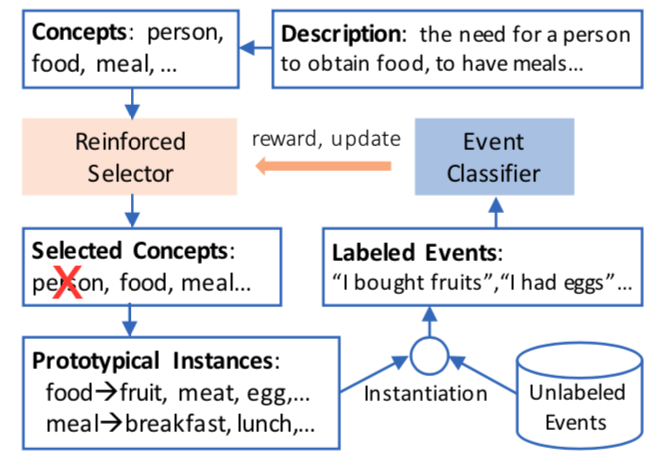 Concepts: person,
food, meal, ...
Description: the need for a person
to obtain food, to have meals...
Reinforced
Selector
reward, update
Event
Classifier
Selected Concepts:
person, food, meal...
Labeled Events:
“I bought fruits”,“I had eggs”...
Prototypical Instances:
food→fruit, meat, egg,...
meal→breakfast, lunch,...
Instantiation
Unlabeled
Events